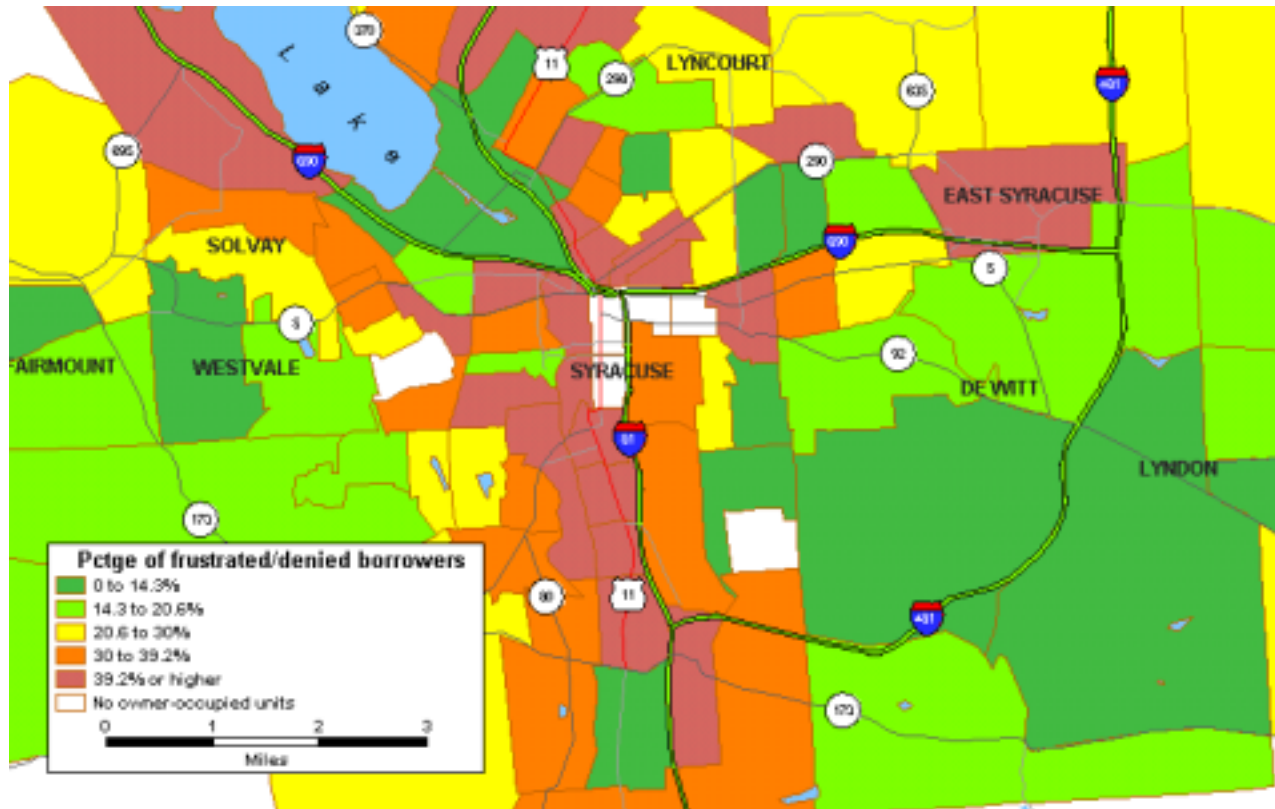 370
11
298
LYNCOURT
635
481
Lake
695
690
290
EAST SYRACUSE
SOLVAY
690
5
5
92
FAIRMOUNT
WESTVALE
SYRACUSE
DE WITT
81
LYNDON
173
Pctge of frustrated/denied borrowers
0 to 14.3%
14.3 to 20.6%
20.6 to 30%
30 to 39.2%
39.2% or higher
No owner-occupied units
0 1 2 3
Miles
80
11
481
173